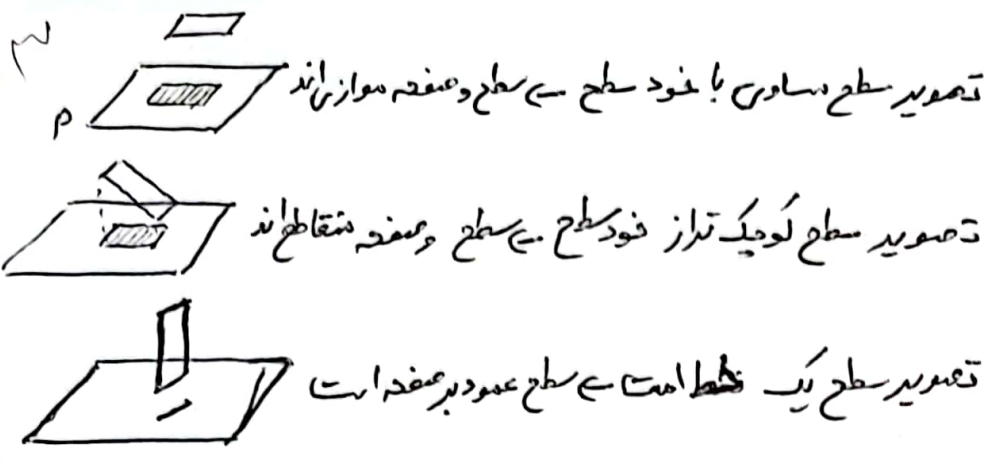 ۳
تصویر سطح مساوی با خود سطح ← سطح و صفحه موازی‌اند
P
تصویر سطح کوچک‌تر از خود سطح ← سطح و صفحه متقاطع‌اند
تصویر سطح یک خط است ← سطح عمود بر صفحه است